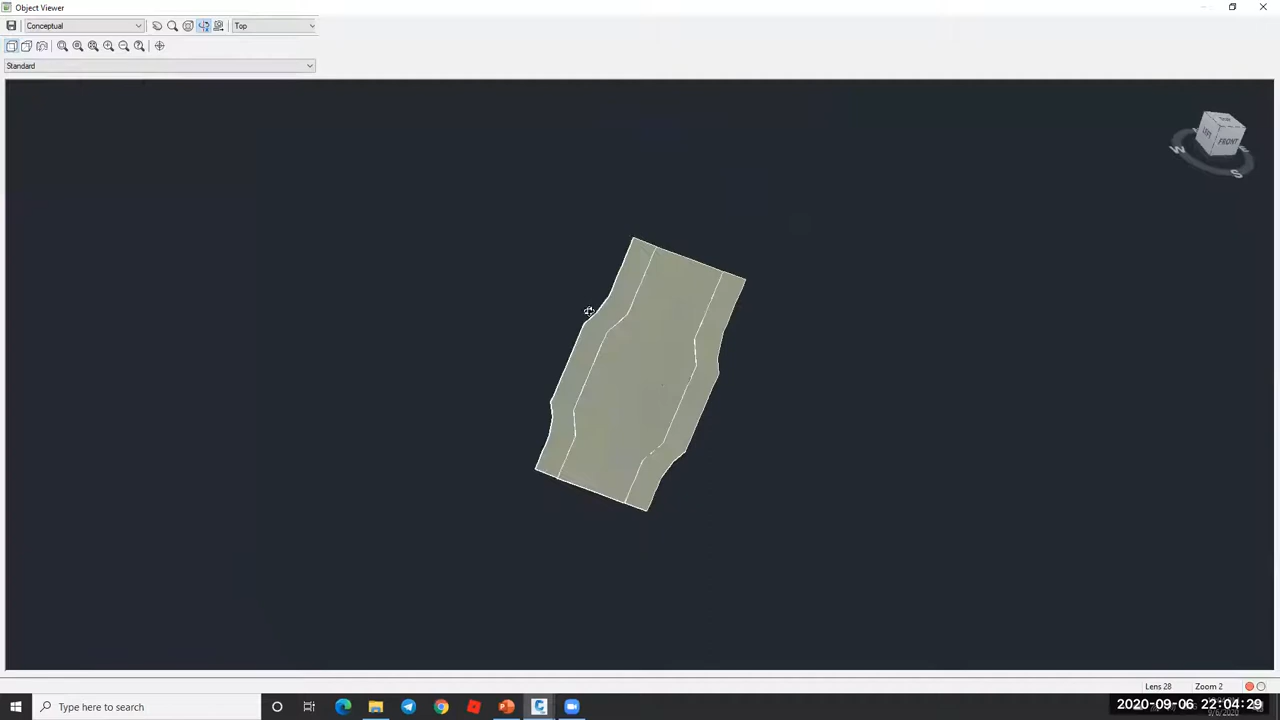 Object Viewer
Conceptual
Top
Standard
W
FRONT
S
Lens 28
Zoom 2
Type here to search
2020-09-06 22:04:29